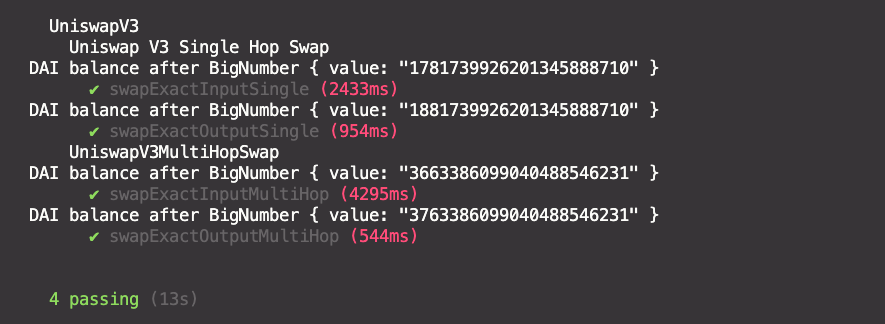 UniswapV3
Uniswap V3 Single Hop Swap
DAI balance after BigNumber { value: "1781739926201345888710" }
✔ swapExactInputSingle (2433ms)
DAI balance after BigNumber { value: "1881739926201345888710" }
✔ swapExactOutputSingle (954ms)
UniswapV3MultiHopSwap
DAI balance after BigNumber { value: "3663386099040488546231" }
✔ swapExactInputMultiHop (4295ms)
DAI balance after BigNumber { value: "3763386099040488546231" }
✔ swapExactOutputMultiHop (544ms)
4 passing (13s)